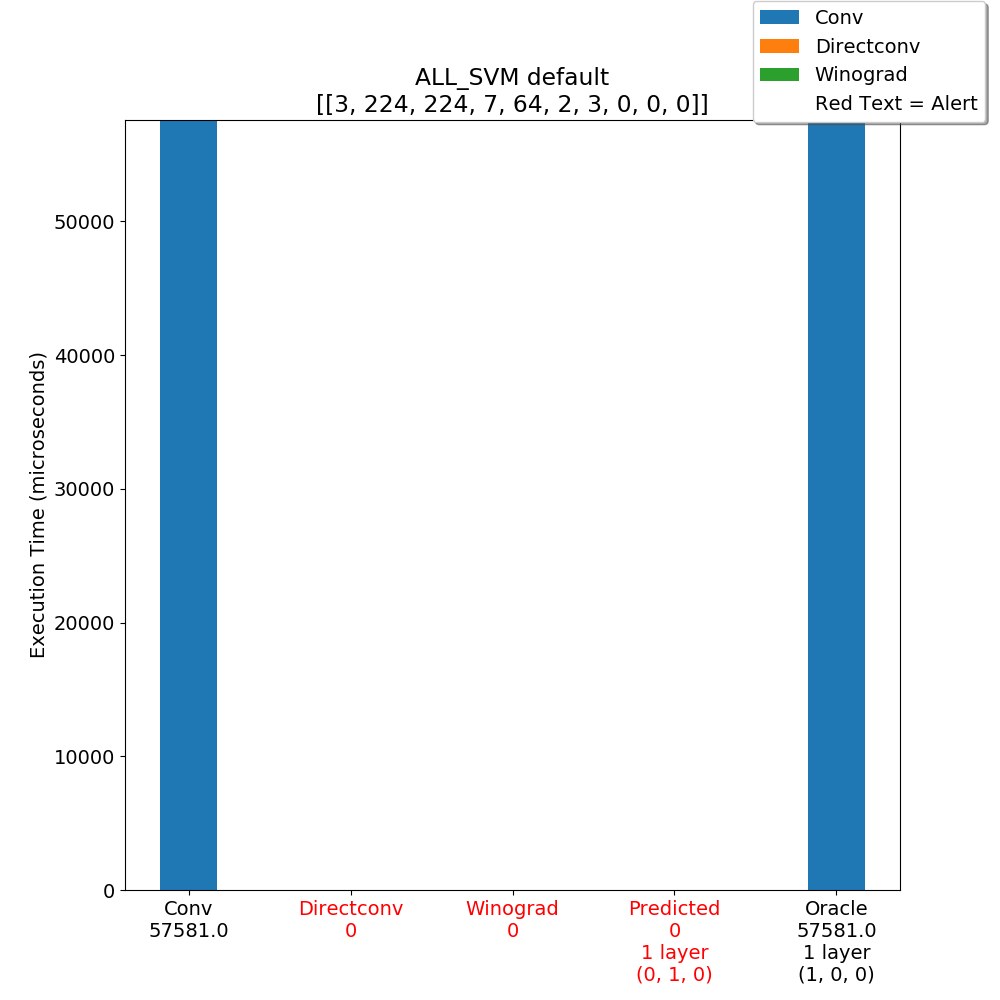 Conv
Directconv
Winograd
Red Text = Alert
ALL_SVM default
[[3, 224, 224, 7, 64, 2, 3, 0, 0, 0]]
Execution Time (microseconds)
50000
40000
30000
20000
10000
0
Conv
57581.0
Directconv
0
Winograd
0
Predicted
0
1 layer
(0, 1, 0)
Oracle
57581.0
1 layer
(1, 0, 0)